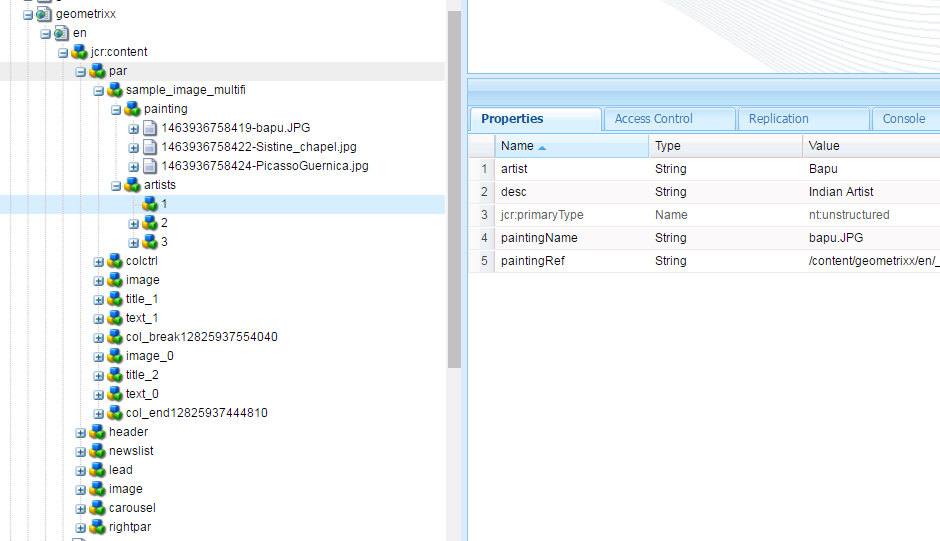 geometrixx
en
jcr:content
par
sample_image_multifi
painting
1463936758419-bapu.JPG
1463936758422-Sistine_chapel.jpg
1463936758424-PicassoGuernica.jpg
artists
1
2
3
colctrl
image
title_1
text_1
col_break12825937554040
image_0
title_2
text_0
col_end12825937444810
header
newslist
lead
image
carousel
rightpar
Properties Access Control Replication Console
Name Type Value
1 artist String Bapu
2 desc String Indian Artist
3 jcr:primaryType Name nt:unstructured
4 paintingName String bapu.JPG
5 paintingRef String /content/geometrixx/en/_